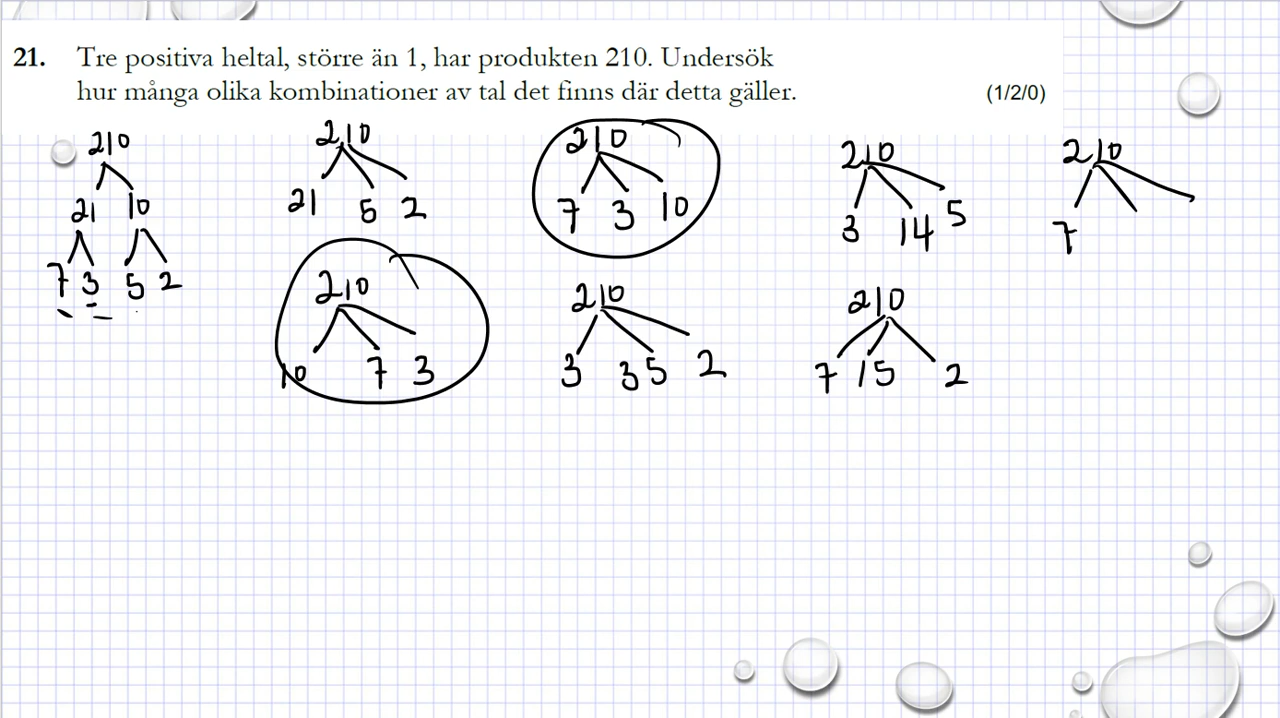 21. Tre positiva heltal, större än 1, har produkten 210. Undersök
hur många olika kombinationer av tal det finns där detta gäller. (1/2/0)
210 210 210 210 210
21 10 21 5 2 7 3 10 3 14 5 7
7 3 5 2 210 210 210
10 7 3 3 35 2 7 15 2